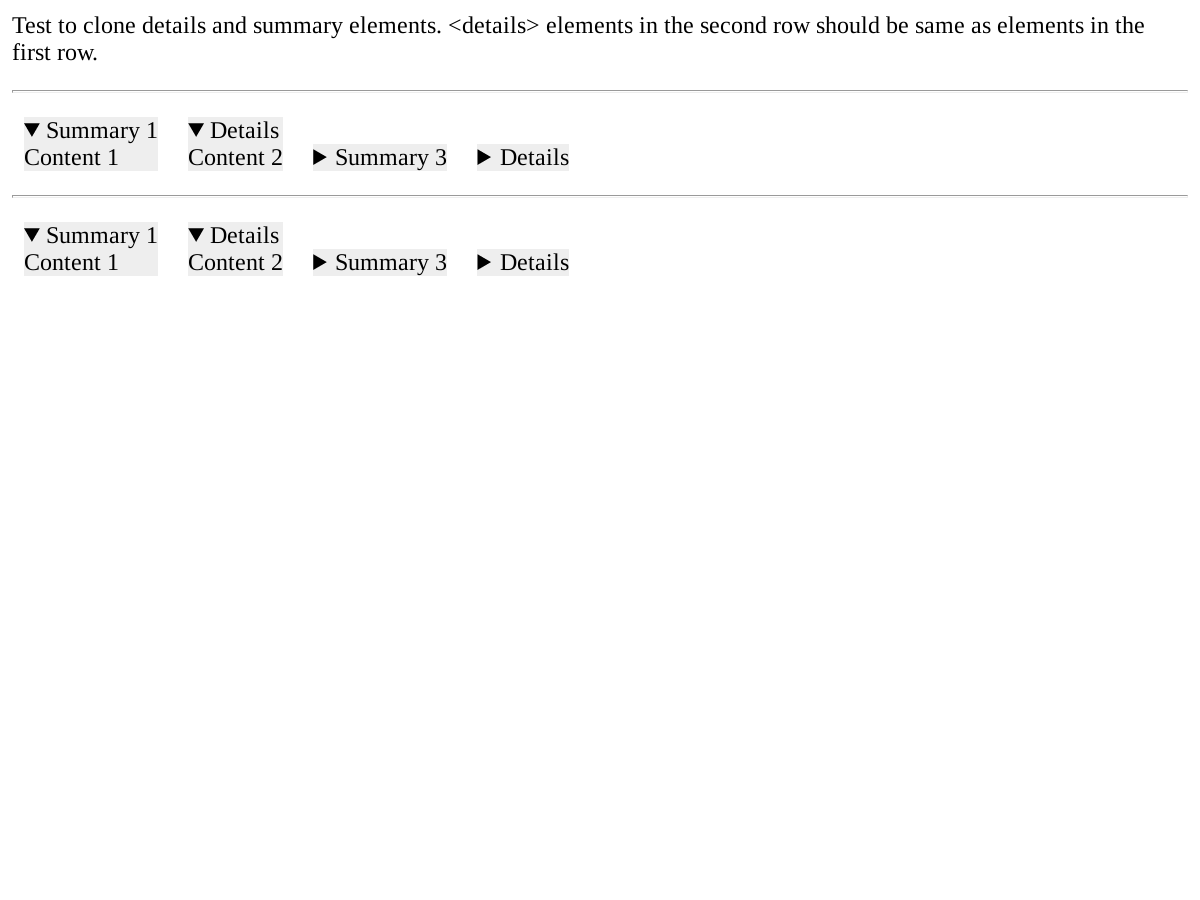 Test to clone details and summary elements. <details> elements in the second row should be same as elements in the
first row.
Summary 1 Details
Content 1 Content 2 Summary 3 Details
Summary 1 Details
Content 1 Content 2 Summary 3 Details